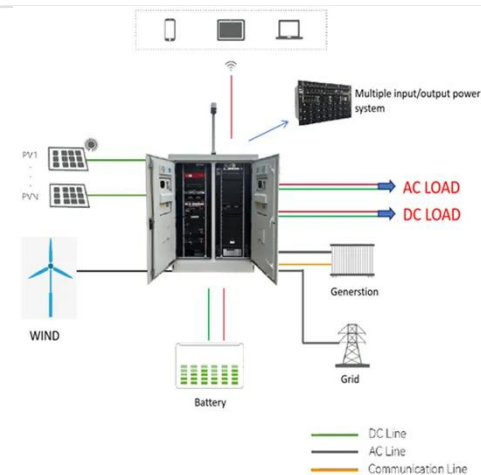 Multiple input/output power
system
PV1
PVN
AC LOAD
DC LOAD
WIND
Generstion
Grid
Battery
DC Line
AC Line
Communication Line